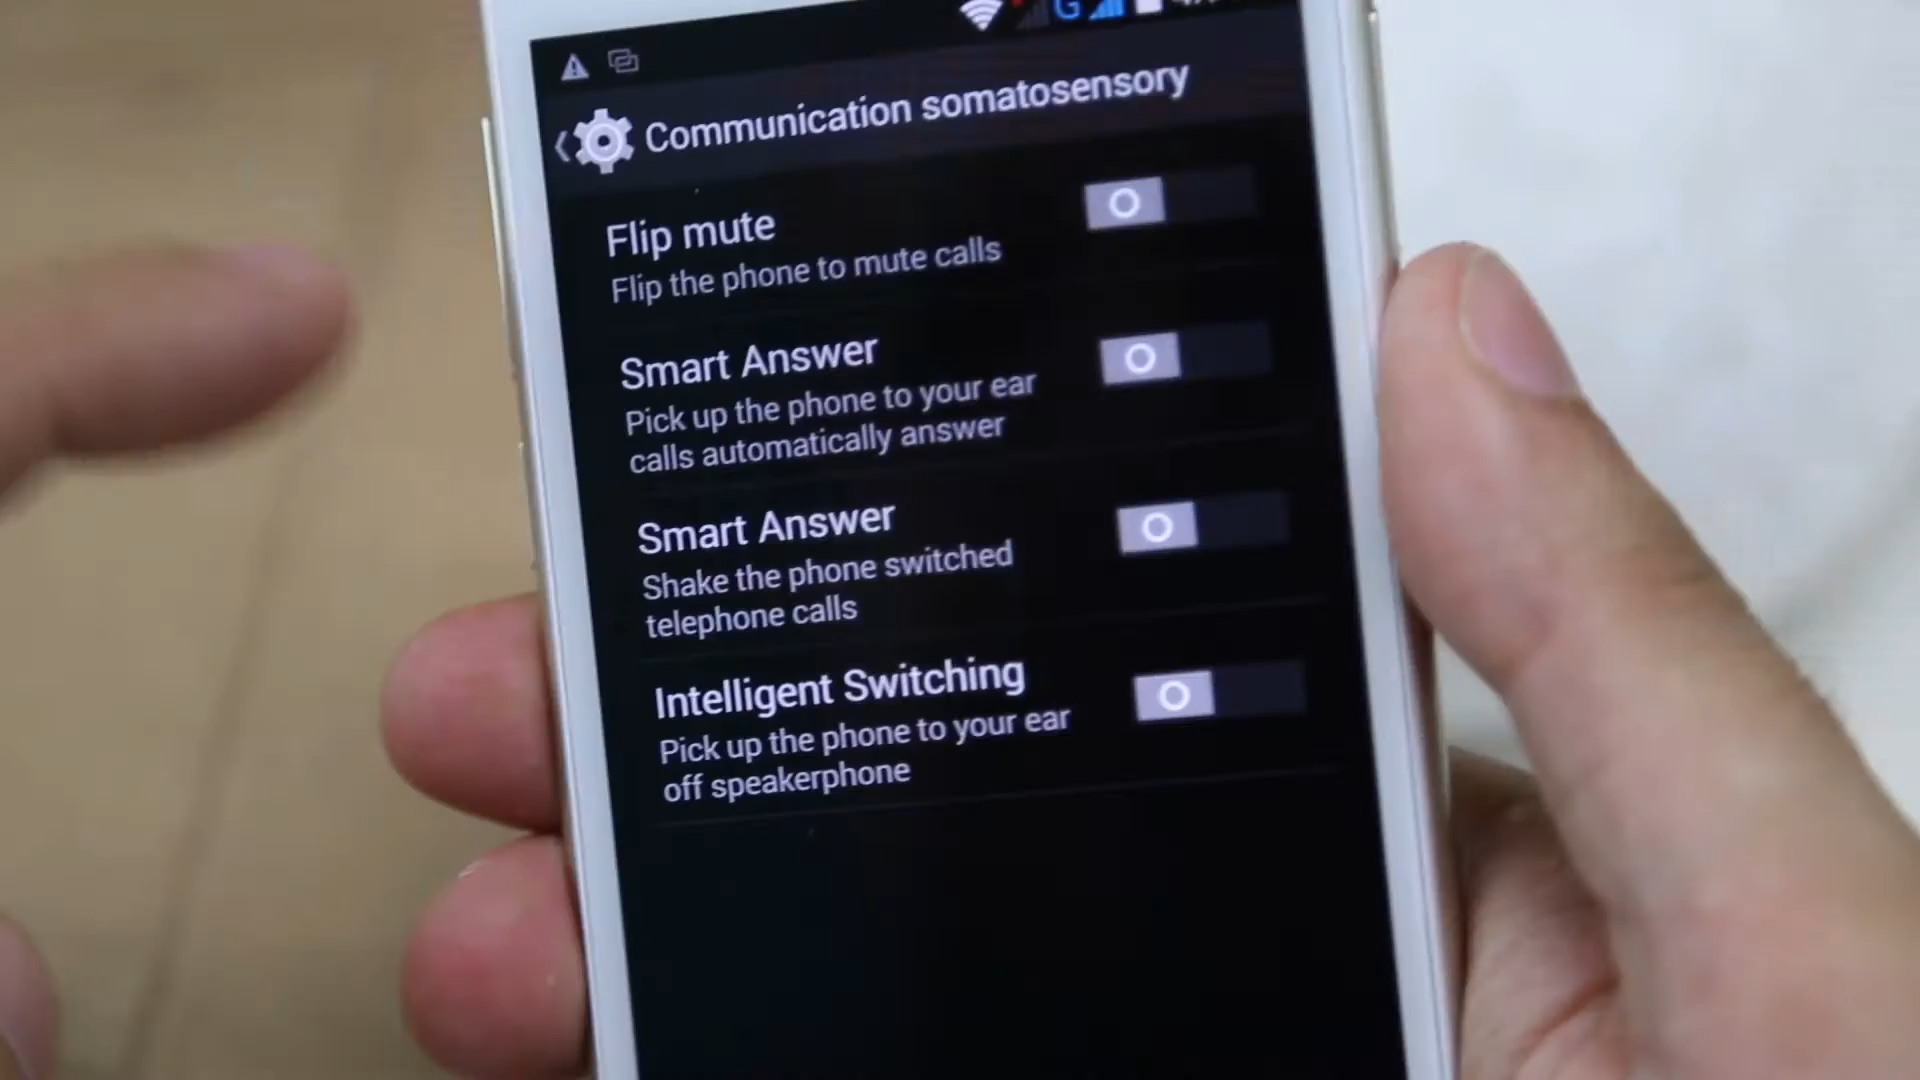 G
Communication somatosensory
Flip mute
Flip the phone to mute calls
Smart Answer
Pick up the phone to your ear
calls automatically answer
Smart Answer
Shake the phone switched
telephone calls
Intelligent Switching
Pick up the phone to your ear
off speakerphone